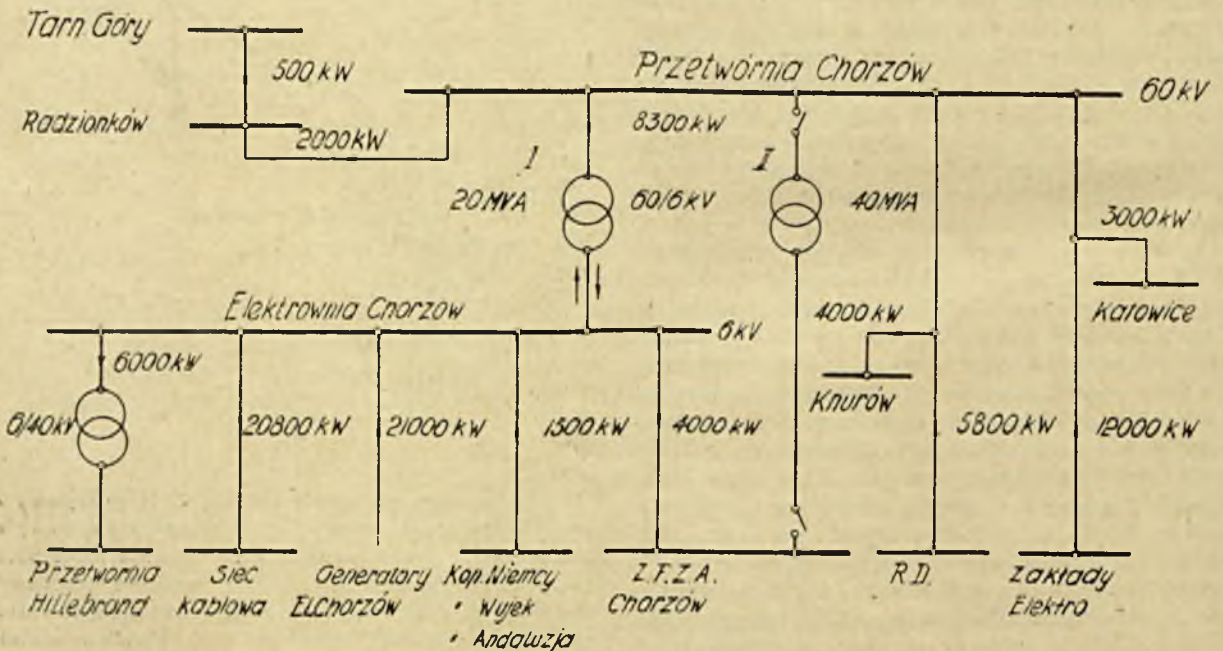 Tarn. Góry
500 kW
Przetwórnia Chorzów
60 kV
Radzionków
2000 kW
8300 kW
I
II
20 MVA
60/6 kV
40 MVA
3000 kW
Elektrownia Chorzów
4000 kW
Katowice
6 kV
6000 kW
Knurów
6/40 kV
20800 kW
21000 kW
1500 kW
4000 kW
5800 kW
12000 kW
Przetwornia
Hillebrand
Siec
kablowa
Generatory
El.Chorzów
Kop. Niemcy
" Wujek
" Andaluzja
Z.F.Z.A.
Chorzów
R.D.
Zakłady
Elektro